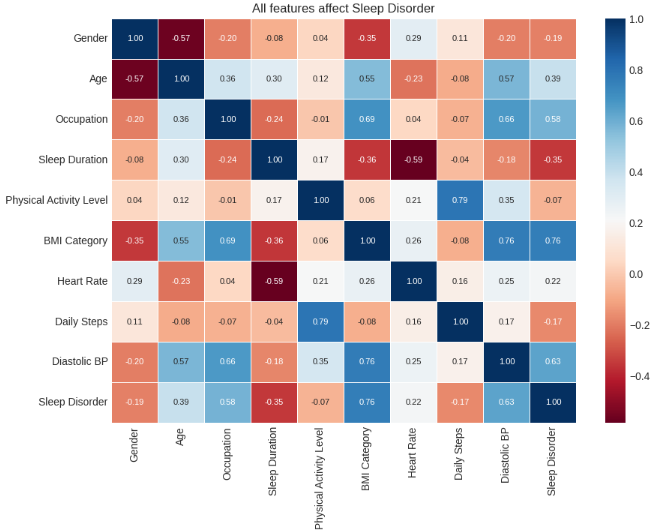 All features affect Sleep Disorder
Gender 1.00 -0.57 -0.20 -0.08 0.04 -0.35 0.29 0.11 -0.20 -0.19
Age -0.57 1.00 0.36 0.30 0.12 0.55 -0.23 -0.08 0.57 0.39
Occupation -0.20 0.36 1.00 -0.24 -0.01 0.69 0.04 -0.07 0.66 0.58
Sleep Duration -0.08 0.30 -0.24 1.00 0.17 -0.36 -0.59 -0.04 -0.18 -0.35
Physical Activity Level 0.04 0.12 -0.01 0.17 1.00 0.06 0.21 0.79 0.35 -0.07
BMI Category -0.35 0.55 0.69 -0.36 0.06 1.00 0.26 -0.08 0.76 0.76
Heart Rate 0.29 -0.23 0.04 -0.59 0.21 0.26 1.00 0.16 0.25 0.22
Daily Steps 0.11 -0.08 -0.07 -0.04 0.79 -0.08 0.16 1.00 0.17 -0.17
Diastolic BP -0.20 0.57 0.66 -0.18 0.35 0.76 0.25 0.17 1.00 0.63
Sleep Disorder -0.19 0.39 0.58 -0.35 -0.07 0.76 0.22 -0.17 0.63 1.00
Gender
Age
Occupation
Sleep Duration
Physical Activity Level
BMI Category
Heart Rate
Daily Steps
Diastolic BP
Sleep Disorder
1.0
0.8
0.6
0.4
0.2
0.0
−0.2
−0.4